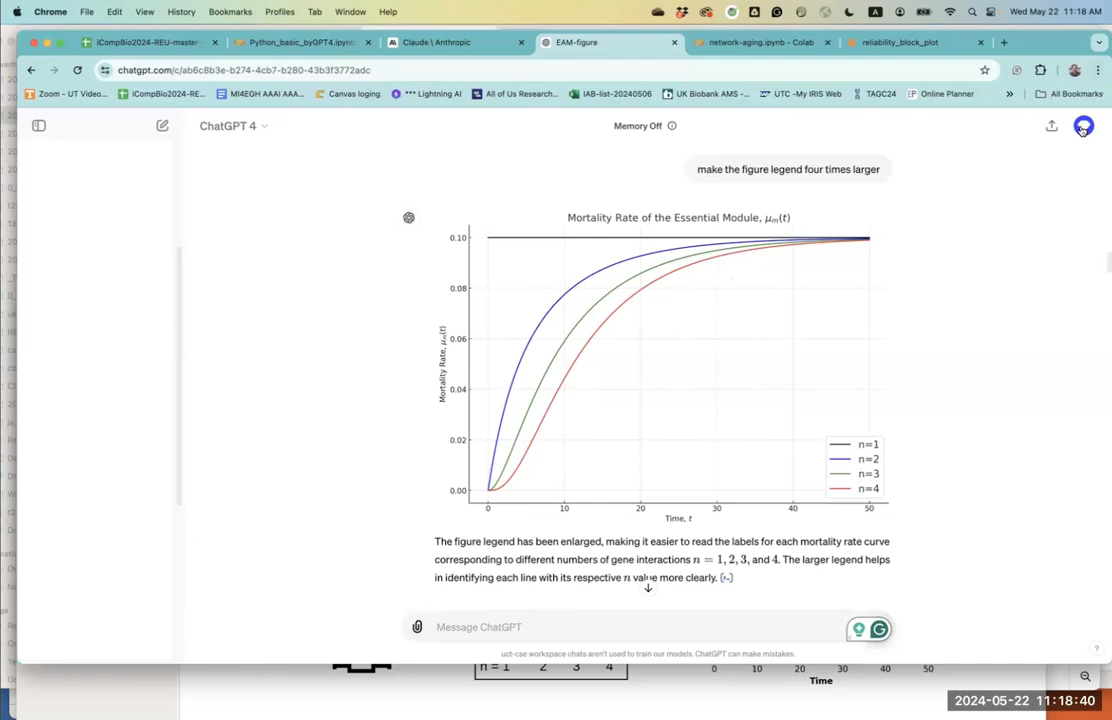 Chrome File Edit View History Bookmarks Profiles Tab Window Help
A Wed May 22 11:18 AM
iCompBio2024-REU-master- Python_basic_byGPT4.ipynb Claude \ Anthropic EAM-figure network-aging.ipynb - Colab reliability_block_plot
chatgpt.com/c/ab6c8b3e-b274-4cb7-b280-43b3f3772adc
Zoom - UT Video... iCompBio2024-RE... MI4EGH AAAI AAA... Canvas loging *** Lightning AI All of Us Research... IAB-list-20240506 UK Biobank AMS -... UTC -My IRIS Web TAGC24 Online Planner » All Bookmarks
ChatGPT 4
Memory Off
make the figure legend four times larger
Mortality Rate of the Essential Module, μm(t)
0.10
0.08
0.06
0.04
0.02
0.00
Mortality Rate, μm(t)
n=1
n=2
n=3
n=4
0 10 20 30 40 50
Time, t
The figure legend has been enlarged, making it easier to read the labels for each mortality rate curve
corresponding to different numbers of gene interactions n = 1, 2, 3, and 4. The larger legend helps
in identifying each line with its respective n value more clearly. [>-]
Message ChatGPT
uct-cse workspace chats aren't used to train our models. ChatGPT can make mistakes.
?
n = 1 2 3 4
0 10 20 30 40 50
Time
2024-05-22 11:18:40